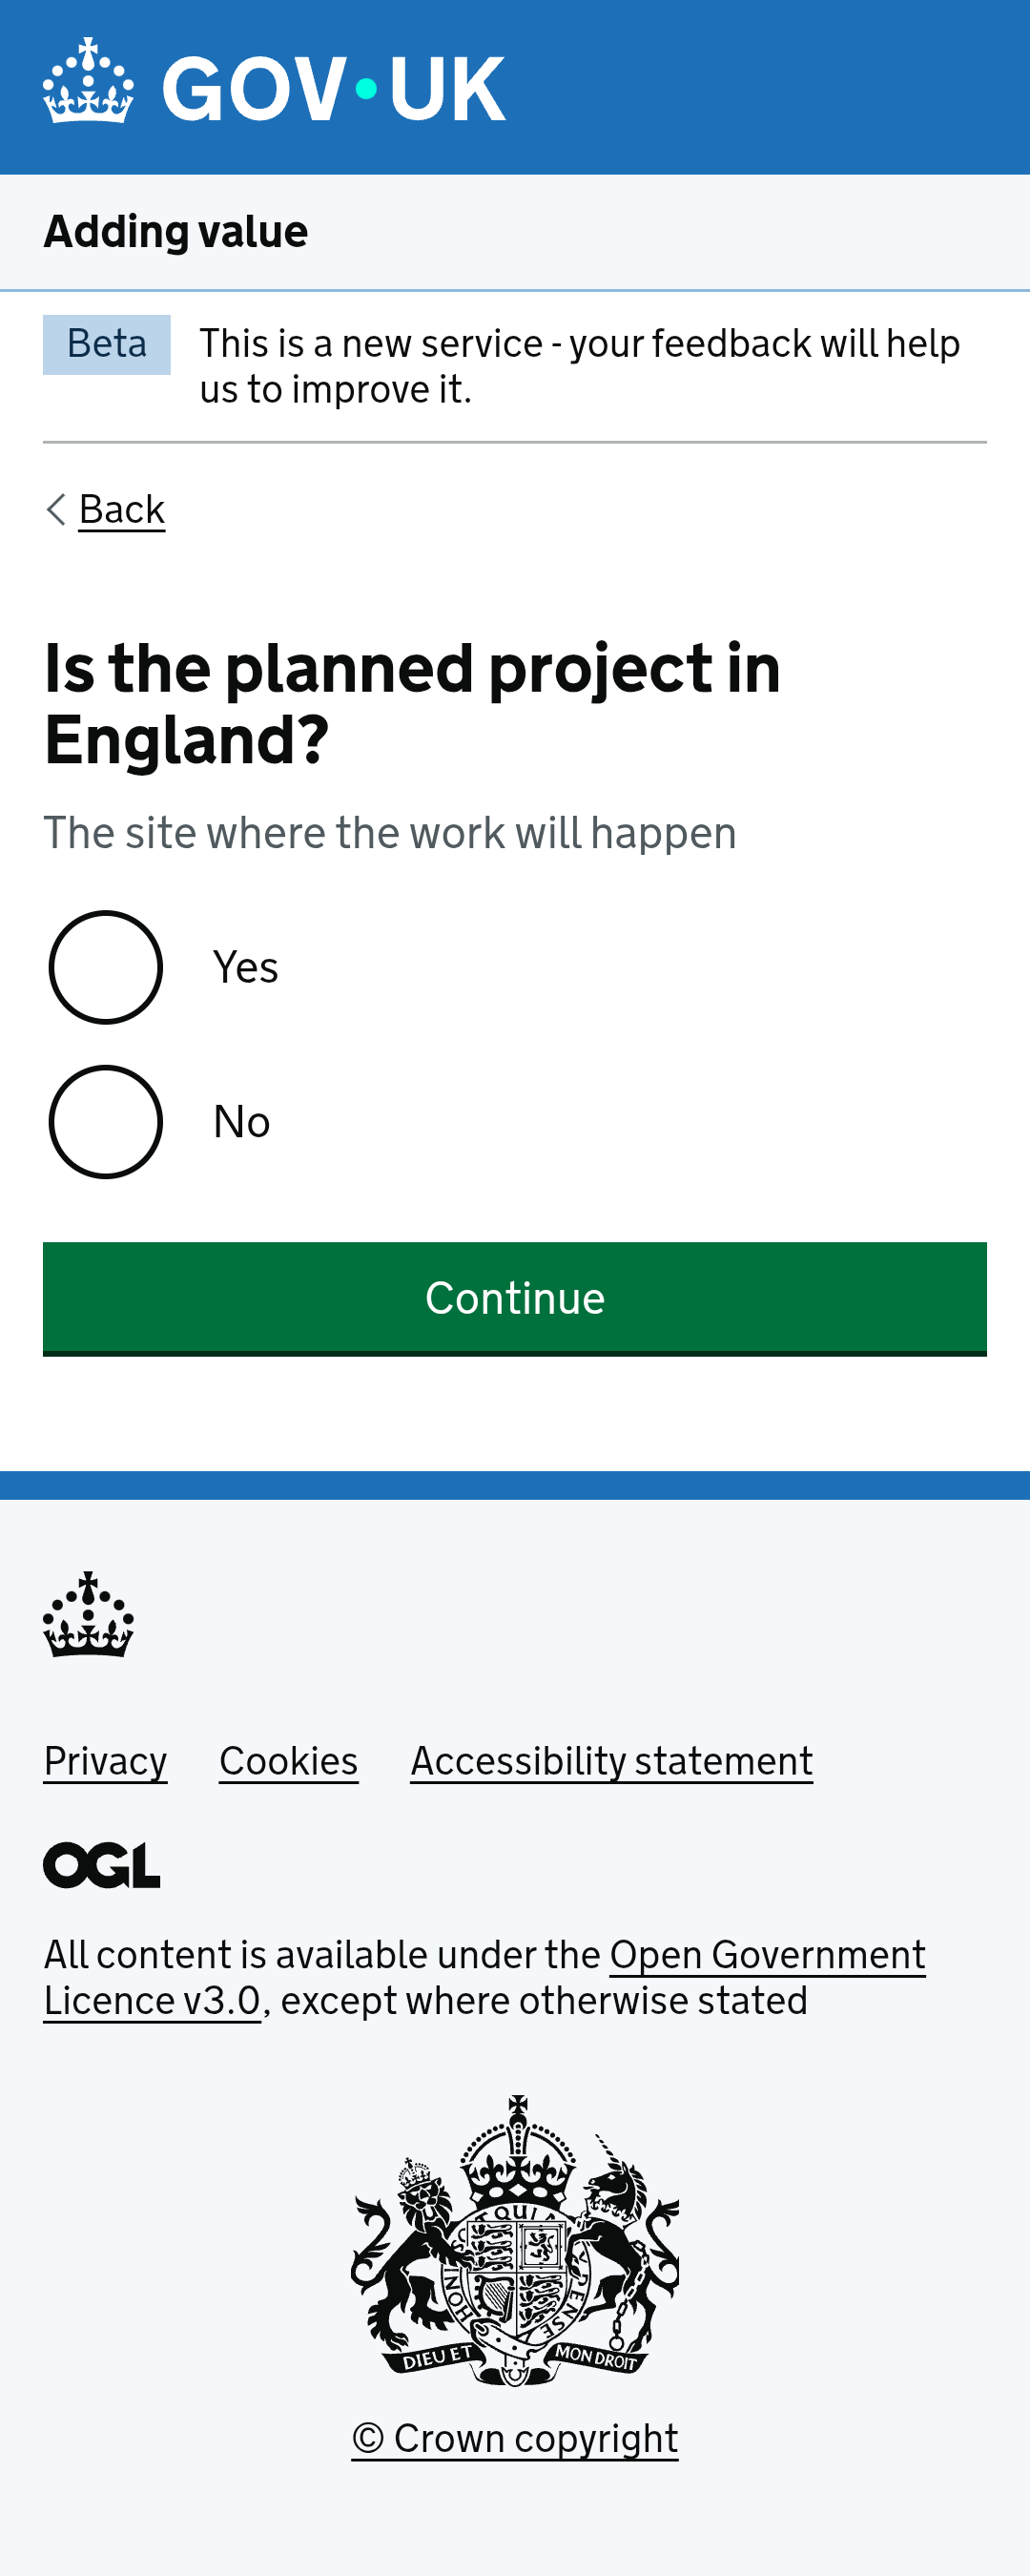 GOV·UK
Adding value
Beta
This is a new service - your feedback will help
us to improve it.
Back
Is the planned project in
England?
The site where the work will happen
Yes
No
Continue
Privacy Cookies Accessibility statement
OGL
All content is available under the Open Government
Licence v3.0, except where otherwise stated
QUI
HONI
PENSE
DIEU ET MON DROIT
© Crown copyright